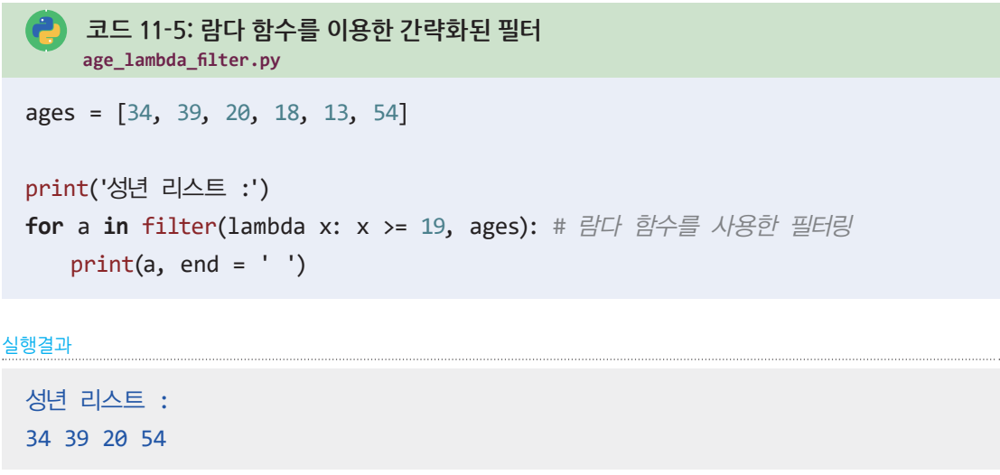 코드 11-5: 람다 함수를 이용한 간략화된 필터
age_lambda_filter.py
ages = [34, 39, 20, 18, 13, 54]
print('성년 리스트 :')
for a in filter(lambda x: x >= 19, ages): # 람다 함수를 사용한 필터링
    print(a, end = ' ')
실행결과
성년 리스트 :
34 39 20 54